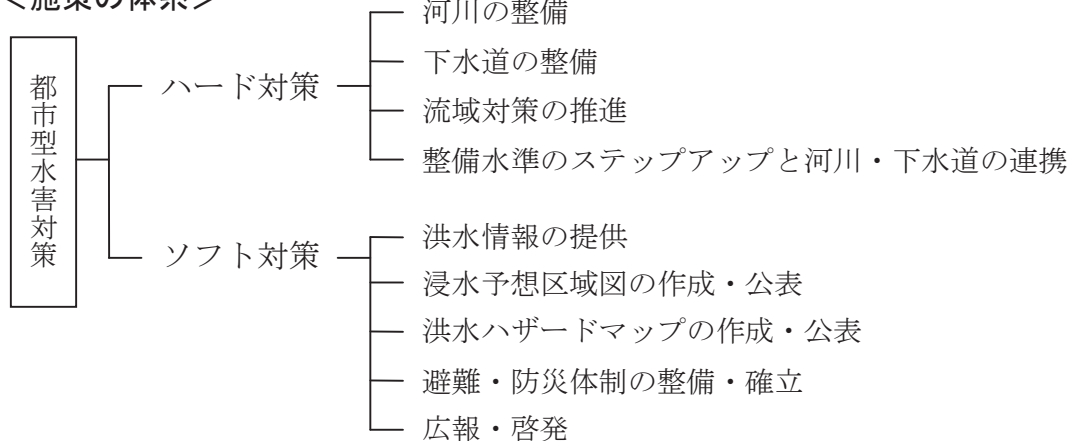 ＜施策の体系＞
都市型水害対策
ハード対策
河川の整備
下水道の整備
流域対策の推進
整備水準のステップアップと河川・下水道の連携
ソフト対策
洪水情報の提供
浸水予想区域図の作成・公表
洪水ハザードマップの作成・公表
避難・防災体制の整備・確立
広報・啓発